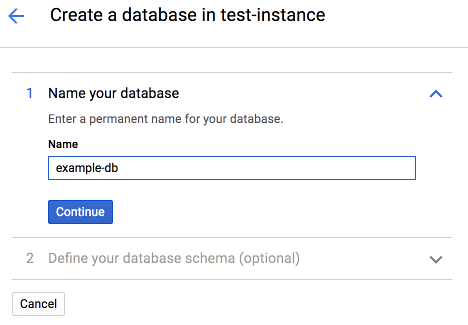 Create a database in test-instance
1 Name your database
Enter a permanent name for your database.
Name
example-db
Continue
2 Define your database schema (optional)
Cancel